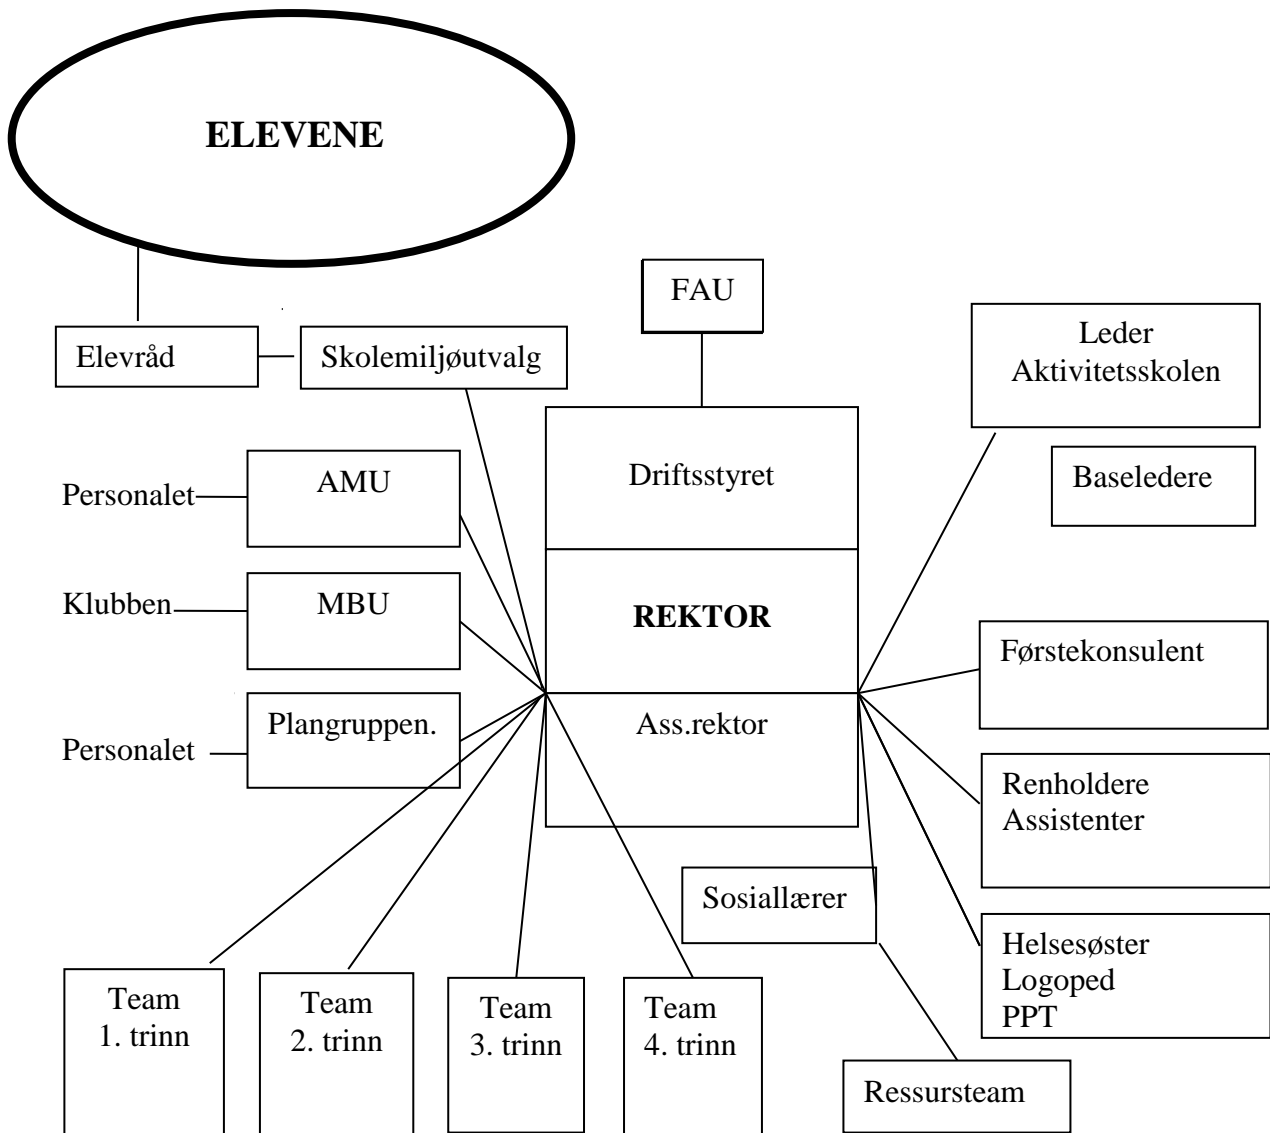 ELEVENE
FAU
Elevråd
Skolemiljøutvalg
Leder
Aktivitetsskolen
Personalet
AMU
Driftsstyret
Baseledere
Klubben
MBU
REKTOR
Førstekonsulent
Personalet
Plangruppen.
Ass.rektor
Renholdere
Assistenter
Sosiallærer
Helsesøster
Logoped
PPT
Team
1. trinn
Team
2. trinn
Team
3. trinn
Team
4. trinn
Ressursteam